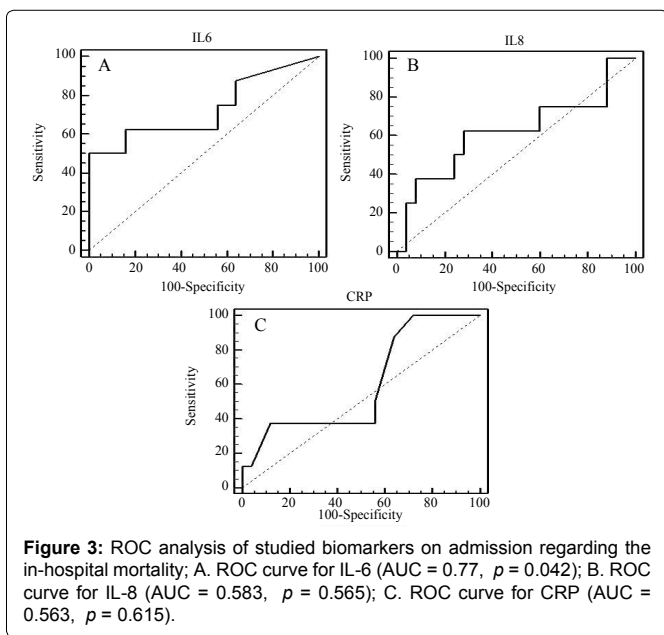 IL6
A
100
80
60
40
20
0
Sensitivity
0 20 40 60 80 100
100-Specificity
IL8
B
100
80
60
40
20
0
Sensitivity
0 20 40 60 80 100
100-Specificity
CRP
C
100
80
60
40
20
0
Sensitivity
0 20 40 60 80 100
100-Specificity
Figure 3: ROC analysis of studied biomarkers on admission regarding the
in-hospital mortality; A. ROC curve for IL-6 (AUC = 0.77, p = 0.042); B. ROC
curve for IL-8 (AUC = 0.583, p = 0.565); C. ROC curve for CRP (AUC =
0.563, p = 0.615).